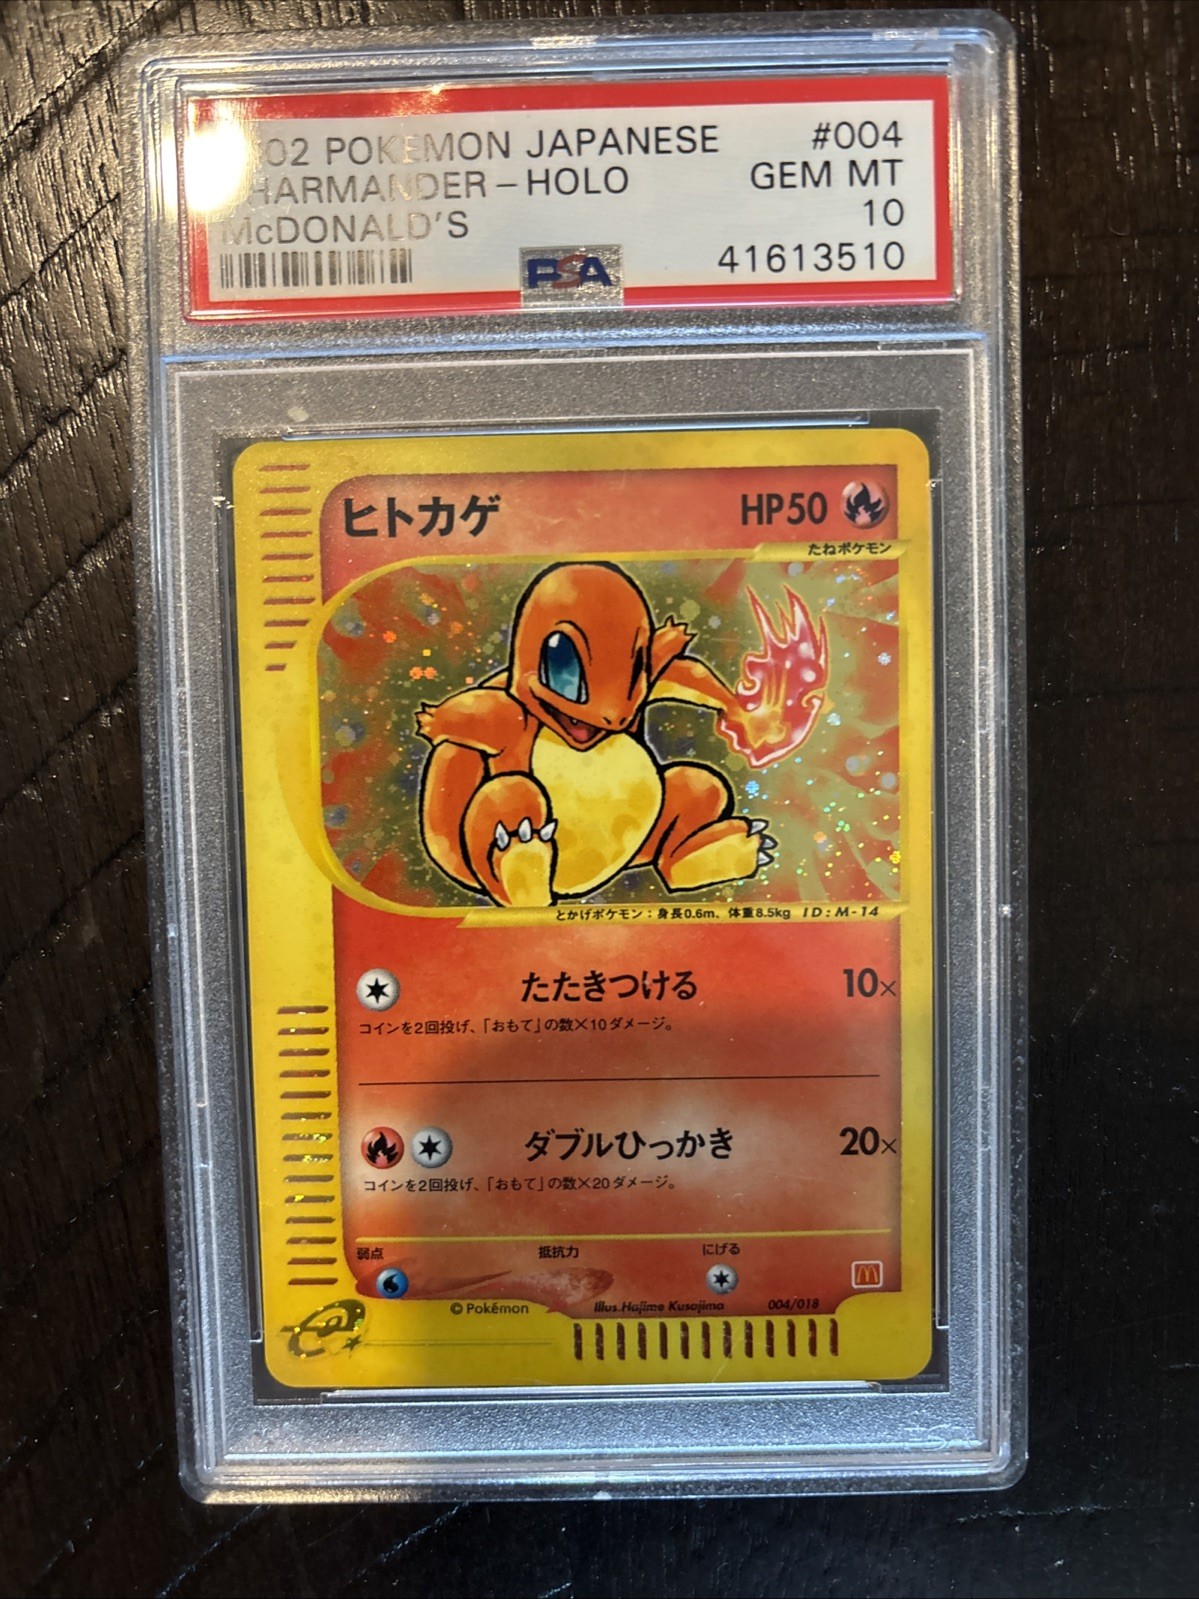 02 POKEMON JAPANESE #004
HARMANDER-HOLO GEM MT
McDONALD'S 10
PSA 41613510
ヒトカゲ HP50
たねポケモン
とかげポケモン：身長0.6m、体重8.5kg ID:M-14
たたきつける 10×
コインを2回投げ、「おもて」の数×10ダメージ。
ダブルひっかき 20×
コインを2回投げ、「おもて」の数×20ダメージ。
弱点 抵抗力 にげる
©Pokémon Illus.Hajime Kusajima 004/018
e